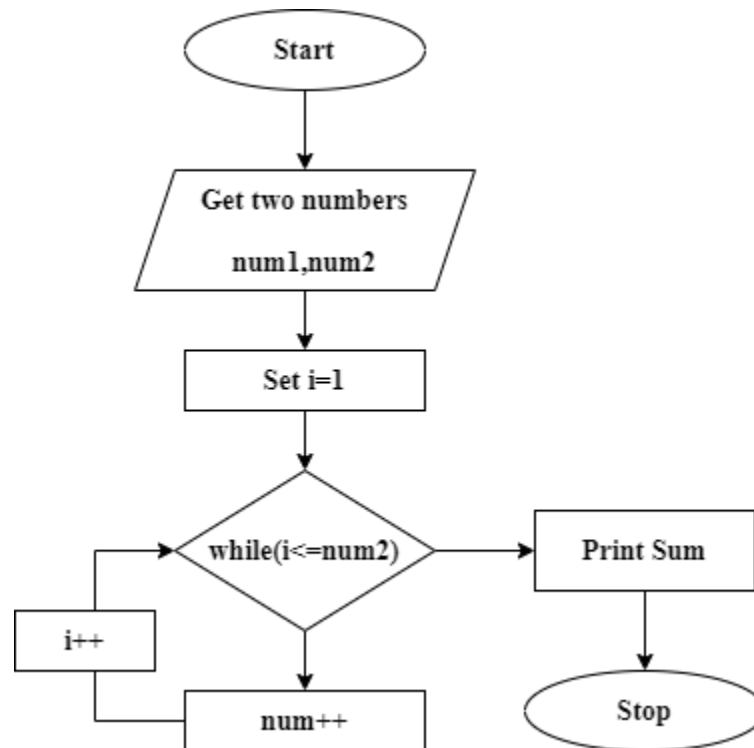 Start
Get two numbers
num1,num2
Set i=1
while(i<=num2)
Print Sum
i++
num++
Stop